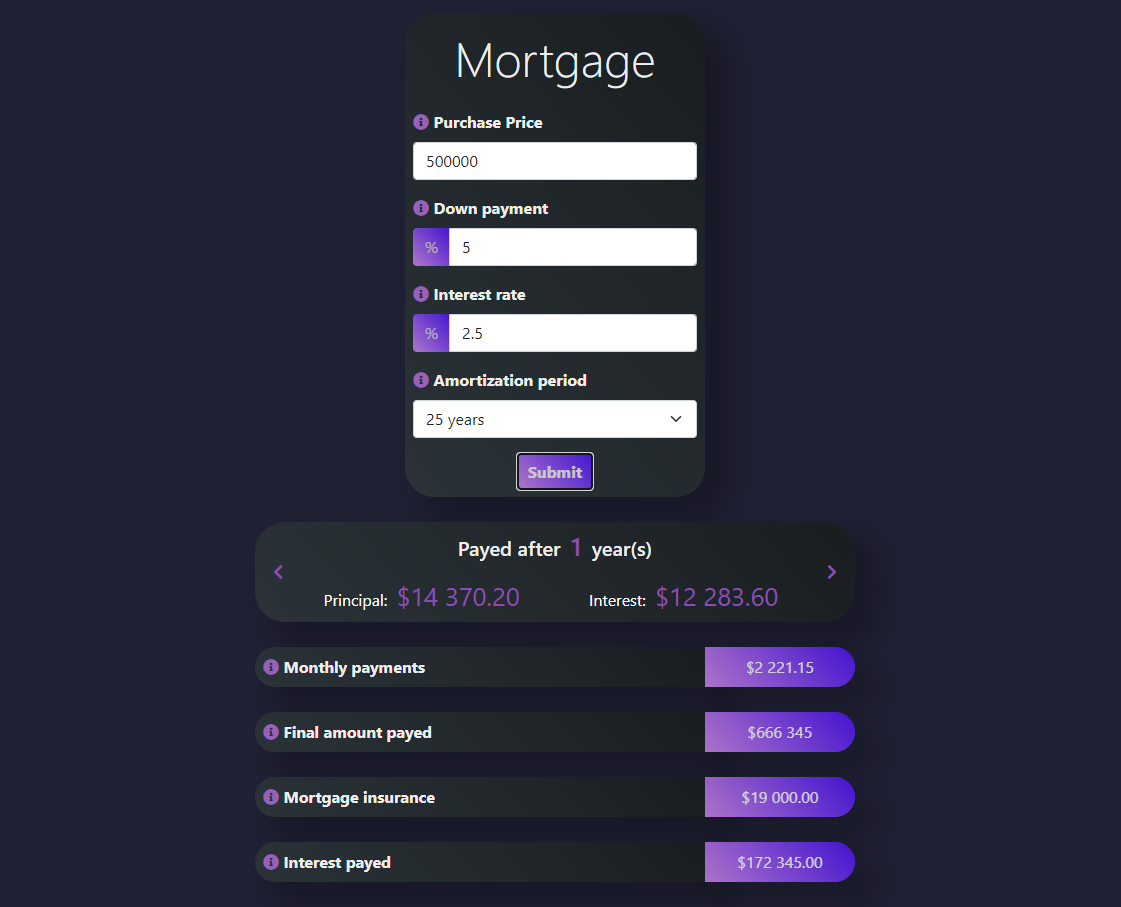 Mortgage
Purchase Price
500000
Down payment
% 5
Interest rate
% 2.5
Amortization period
25 years
Submit
Payed after 1 year(s)
Principal: $14 370.20 Interest: $12 283.60
Monthly payments $2 221.15
Final amount payed $666 345
Mortgage insurance $19 000.00
Interest payed $172 345.00